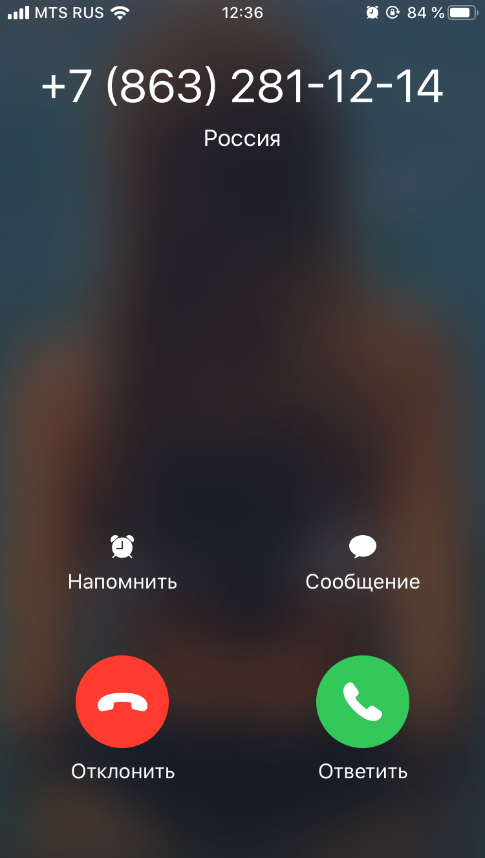 MTS RUS 12:36 84 %
+7 (863) 281-12-14
Россия
Напомнить Сообщение
Отклонить Ответить